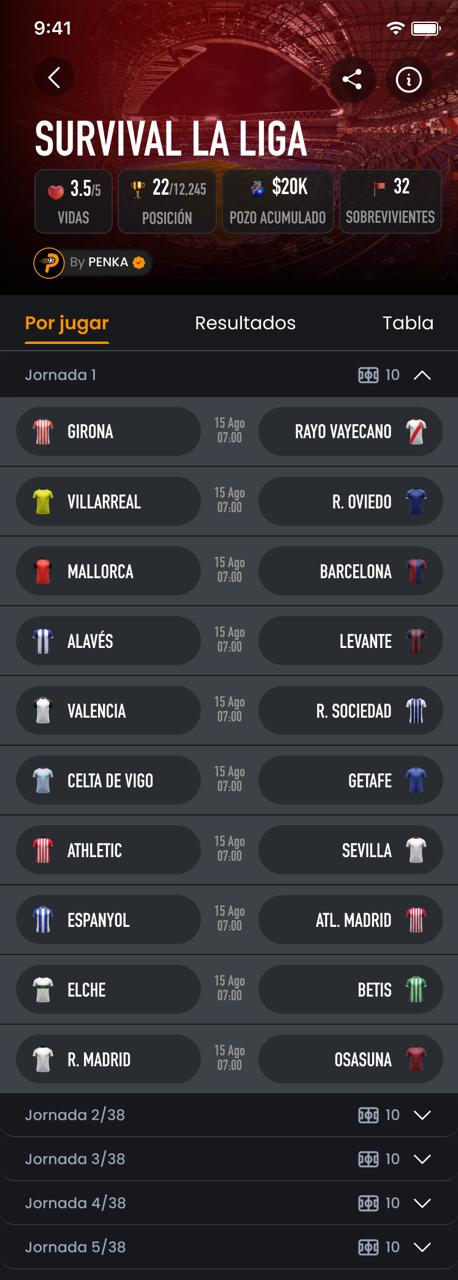 9:41
SURVIVAL LA LIGA
3.5/5
VIDAS
22/12,245
POSICIÓN
$20K
POZO ACUMULADO
32
SOBREVIVIENTES
By PENKA
Por jugar Resultados Tabla
Jornada 1 10
GIRONA 15 Ago 07:00 RAYO VAYECANO
VILLARREAL 15 Ago 07:00 R. OVIEDO
MALLORCA 15 Ago 07:00 BARCELONA
ALAVÉS 15 Ago 07:00 LEVANTE
VALENCIA 15 Ago 07:00 R. SOCIEDAD
CELTA DE VIGO 15 Ago 07:00 GETAFE
ATHLETIC 15 Ago 07:00 SEVILLA
ESPANYOL 15 Ago 07:00 ATL. MADRID
ELCHE 15 Ago 07:00 BETIS
R. MADRID 15 Ago 07:00 OSASUNA
Jornada 2/38 10
Jornada 3/38 10
Jornada 4/38 10
Jornada 5/38 10